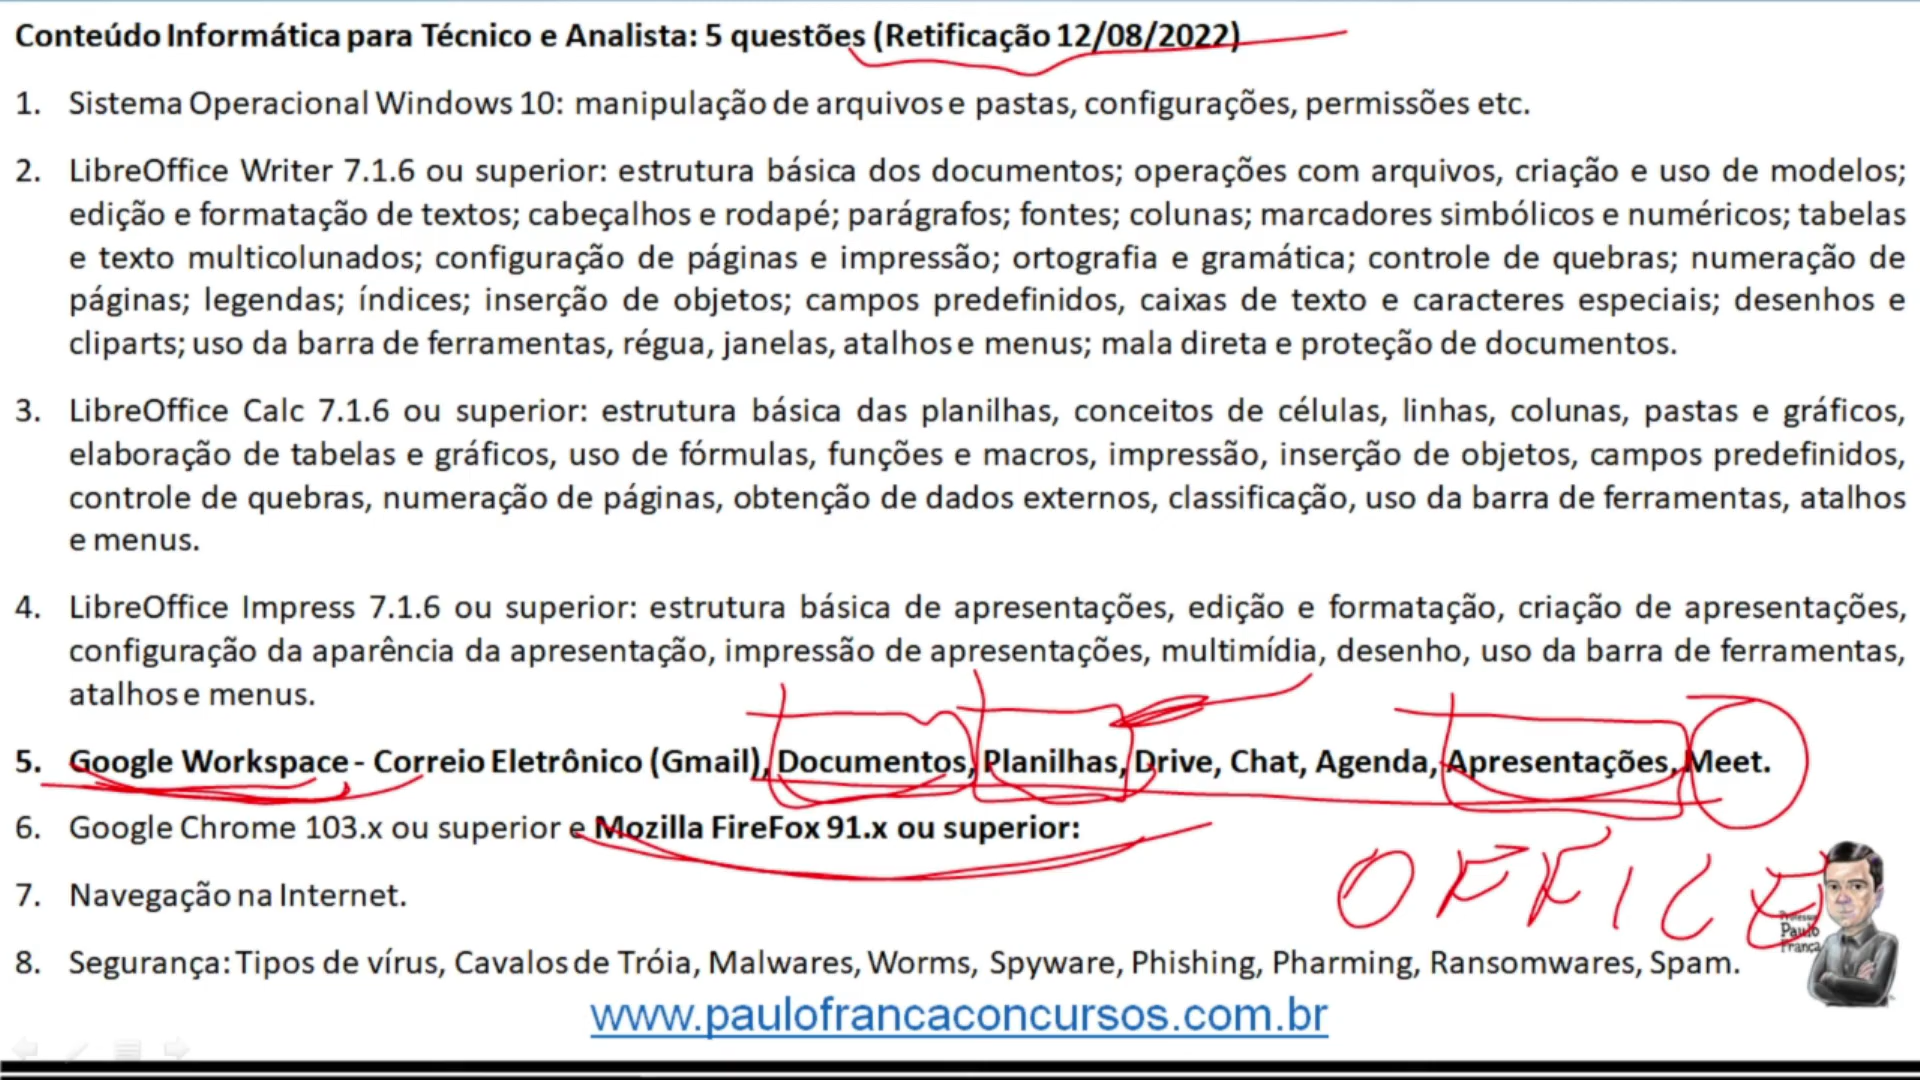 Conteúdo Informática para Técnico e Analista: 5 questões (Retificação 12/08/2022)
1. Sistema Operacional Windows 10: manipulação de arquivos e pastas, configurações, permissões etc.
2. LibreOffice Writer 7.1.6 ou superior: estrutura básica dos documentos; operações com arquivos, criação e uso de modelos;
edição e formatação de textos; cabeçalhos e rodapé; parágrafos; fontes; colunas; marcadores simbólicos e numéricos; tabelas
e texto multicolunados; configuração de páginas e impressão; ortografia e gramática; controle de quebras; numeração de
páginas; legendas; índices; inserção de objetos; campos predefinidos, caixas de texto e caracteres especiais; desenhos e
cliparts; uso da barra de ferramentas, régua, janelas, atalhos e menus; mala direta e proteção de documentos.
3. LibreOffice Calc 7.1.6 ou superior: estrutura básica das planilhas, conceitos de células, linhas, colunas, pastas e gráficos,
elaboração de tabelas e gráficos, uso de fórmulas, funções e macros, impressão, inserção de objetos, campos predefinidos,
controle de quebras, numeração de páginas, obtenção de dados externos, classificação, uso da barra de ferramentas, atalhos
e menus.
4. LibreOffice Impress 7.1.6 ou superior: estrutura básica de apresentações, edição e formatação, criação de apresentações,
configuração da aparência da apresentação, impressão de apresentações, multimídia, desenho, uso da barra de ferramentas,
atalhos e menus.
5. Google Workspace - Correio Eletrônico (Gmail), Documentos, Planilhas, Drive, Chat, Agenda, Apresentações, Meet.
6. Google Chrome 103.x ou superior e Mozilla FireFox 91.x ou superior:
OFFICE
7. Navegação na Internet.
Professor
Paulo
França
8. Segurança: Tipos de vírus, Cavalos de Tróia, Malwares, Worms, Spyware, Phishing, Pharming, Ransomwares, Spam.
www.paulofrancaconcursos.com.br